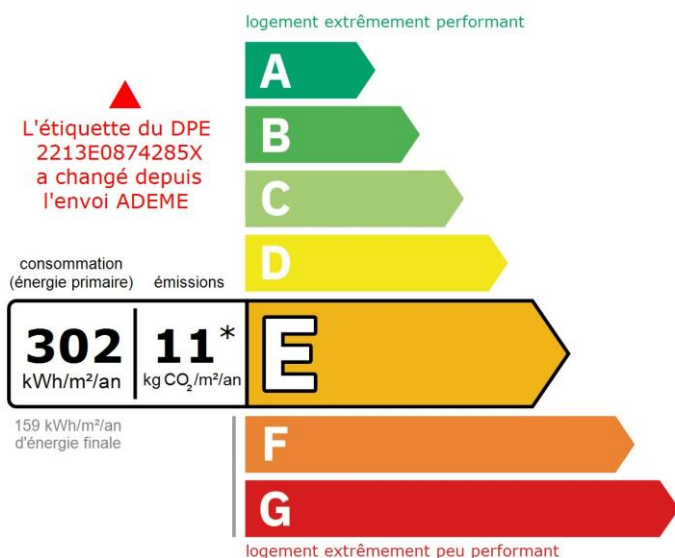 logement extrêmement performant
A
L'étiquette du DPE
2213E0874285X
a changé depuis
l'envoi ADEME
B
C
D
consommation
(énergie primaire) émissions
302 11*
kWh/m²/an kg CO₂/m²/an
E
159 kWh/m²/an
d'énergie finale
F
G
logement extrêmement peu performant